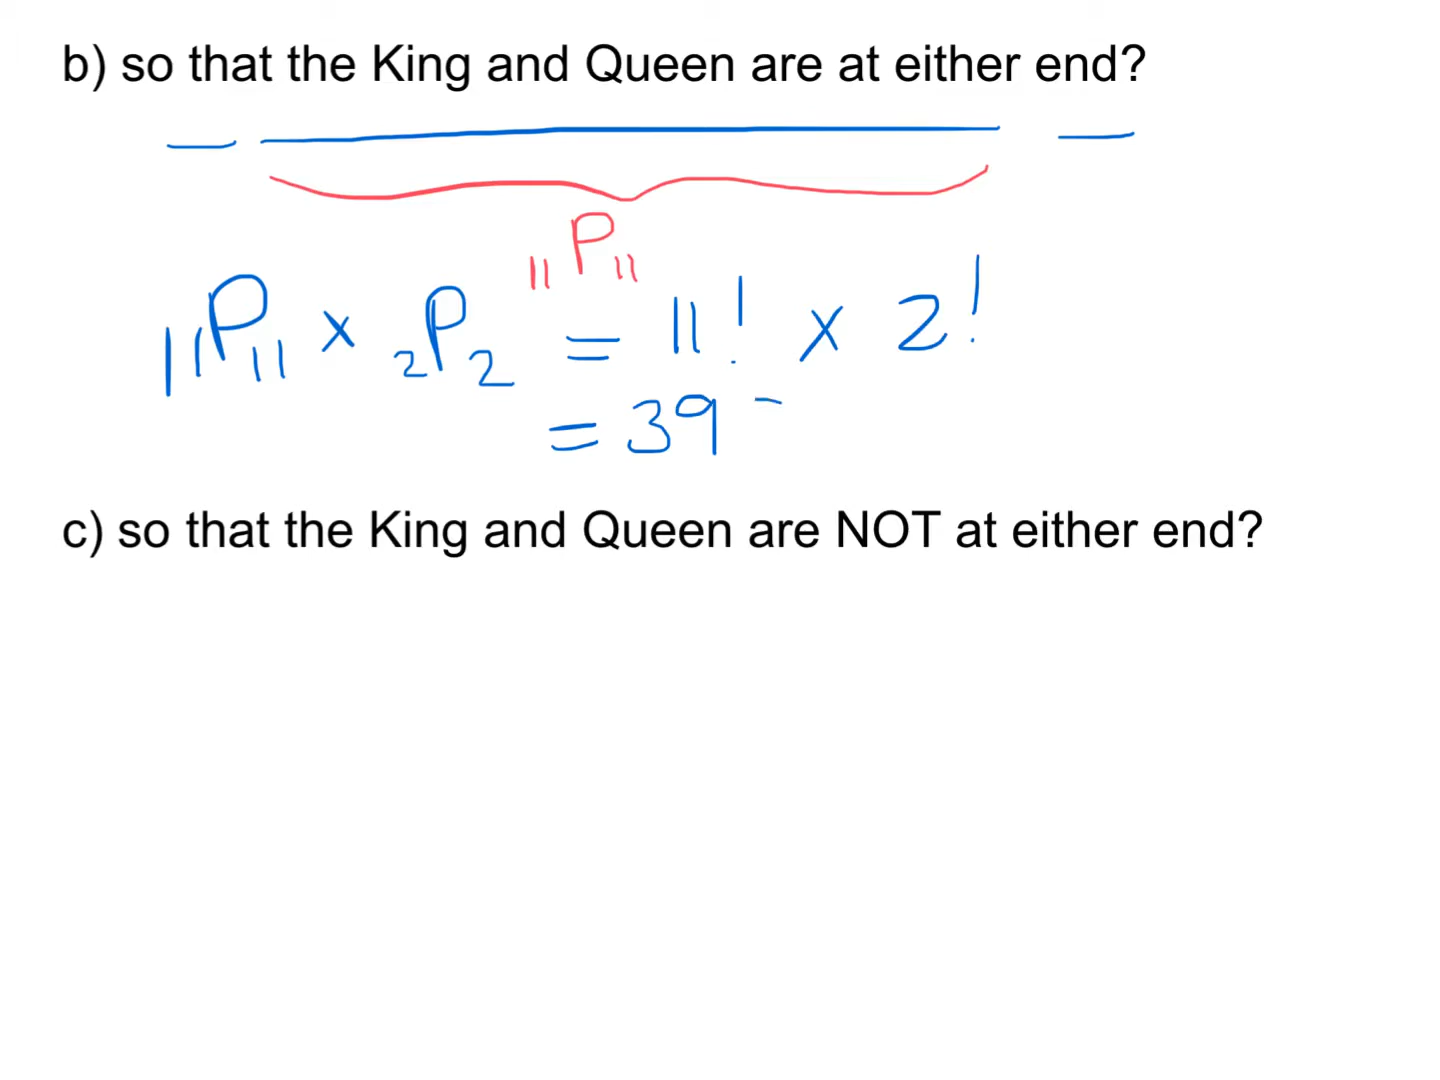 b) so that the King and Queen are at either end?
11P11
11P11 x 2P2 = 11! x 2!
= 39
c) so that the King and Queen are NOT at either end?